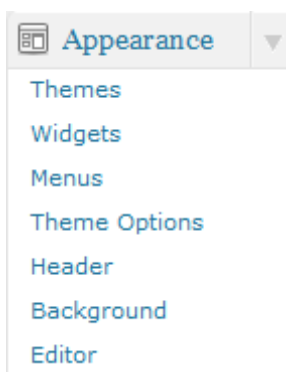 Appearance
Themes
Widgets
Menus
Theme Options
Header
Background
Editor